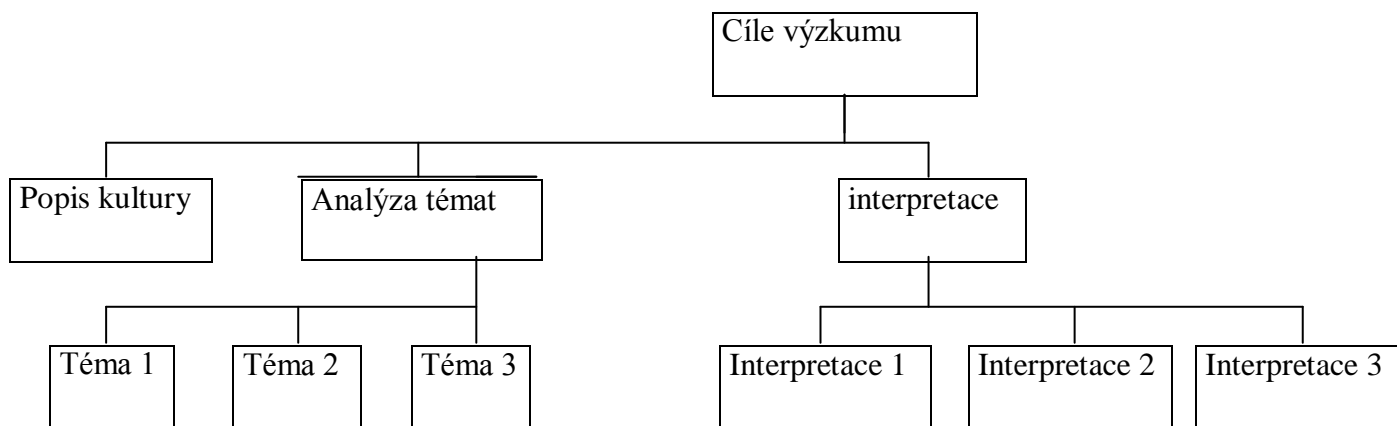 Cíle výzkumu
Popis kultury
Analýza témat
interpretace
Téma 1
Téma 2
Téma 3
Interpretace 1
Interpretace 2
Interpretace 3